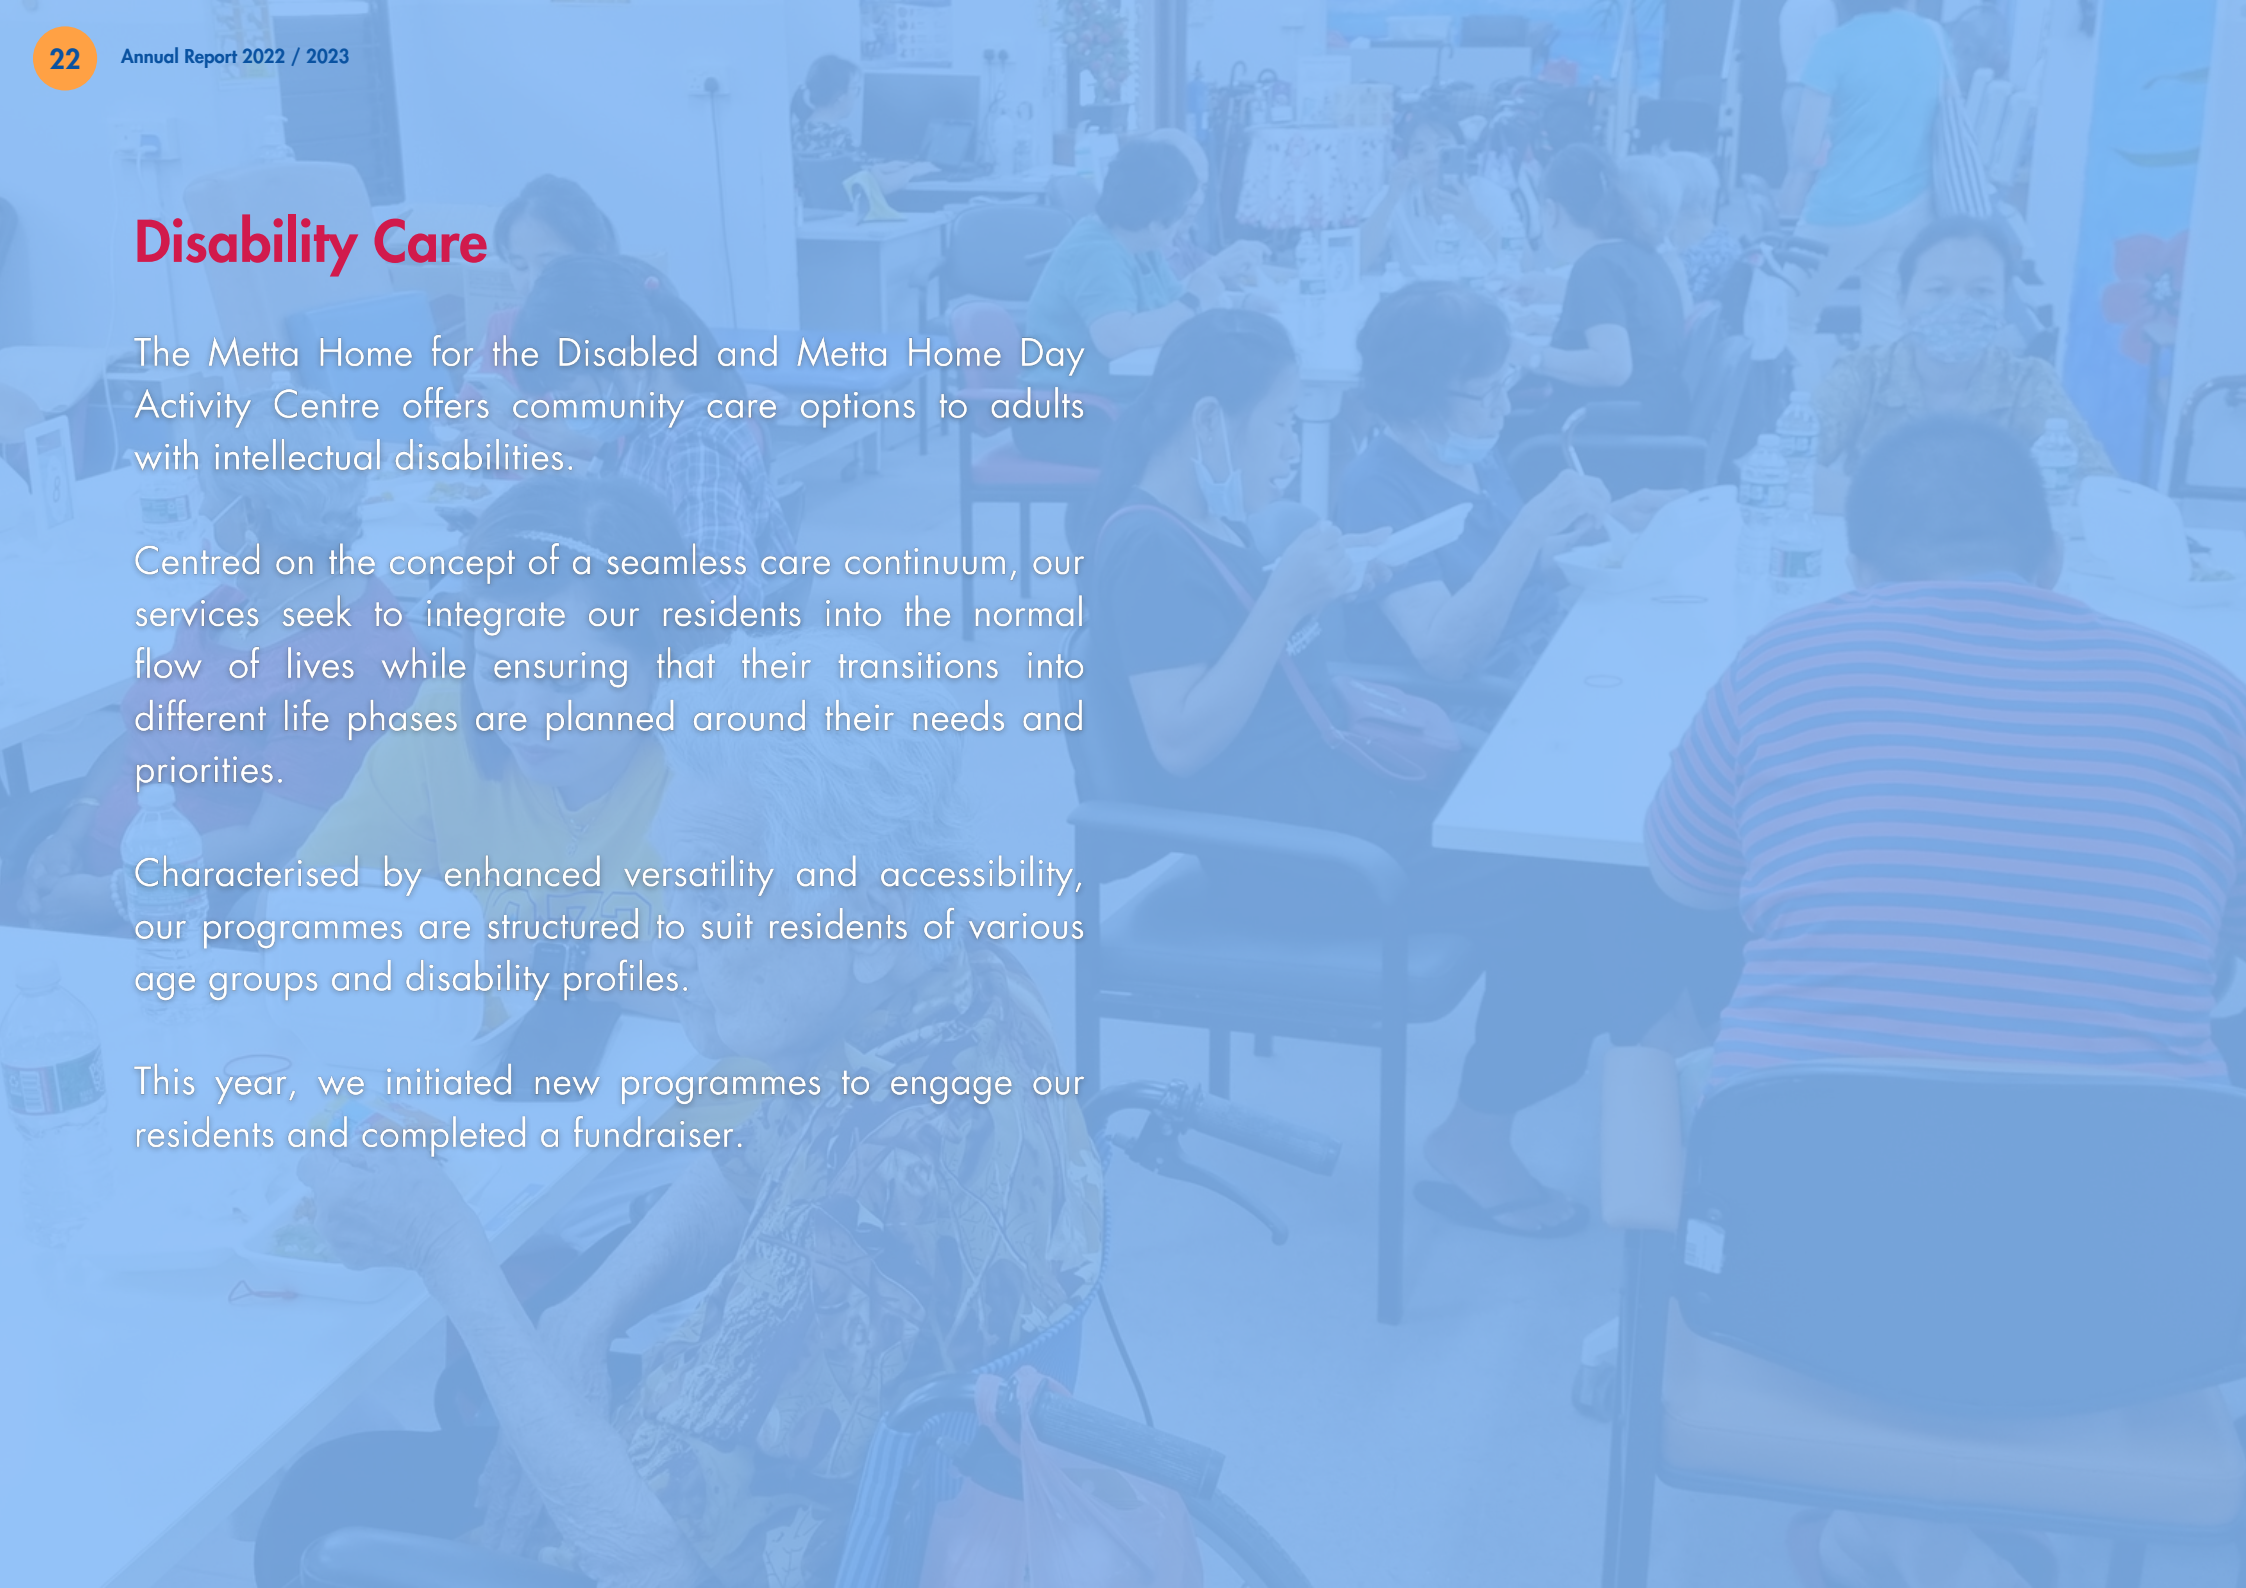 22
Annual Report 2022 / 2023
Disability Care
The Metta Home for the Disabled and Metta Home Day
Activity Centre offers community care options to adults
with intellectual disabilities.
Centred on the concept of a seamless care continuum, our
services seek to integrate our residents into the normal
flow of lives while ensuring that their transitions into
different life phases are planned around their needs and
priorities.
Characterised by enhanced versatility and accessibility,
our programmes are structured to suit residents of various
age groups and disability profiles.
This year, we initiated new programmes to engage our
residents and completed a fundraiser.
8